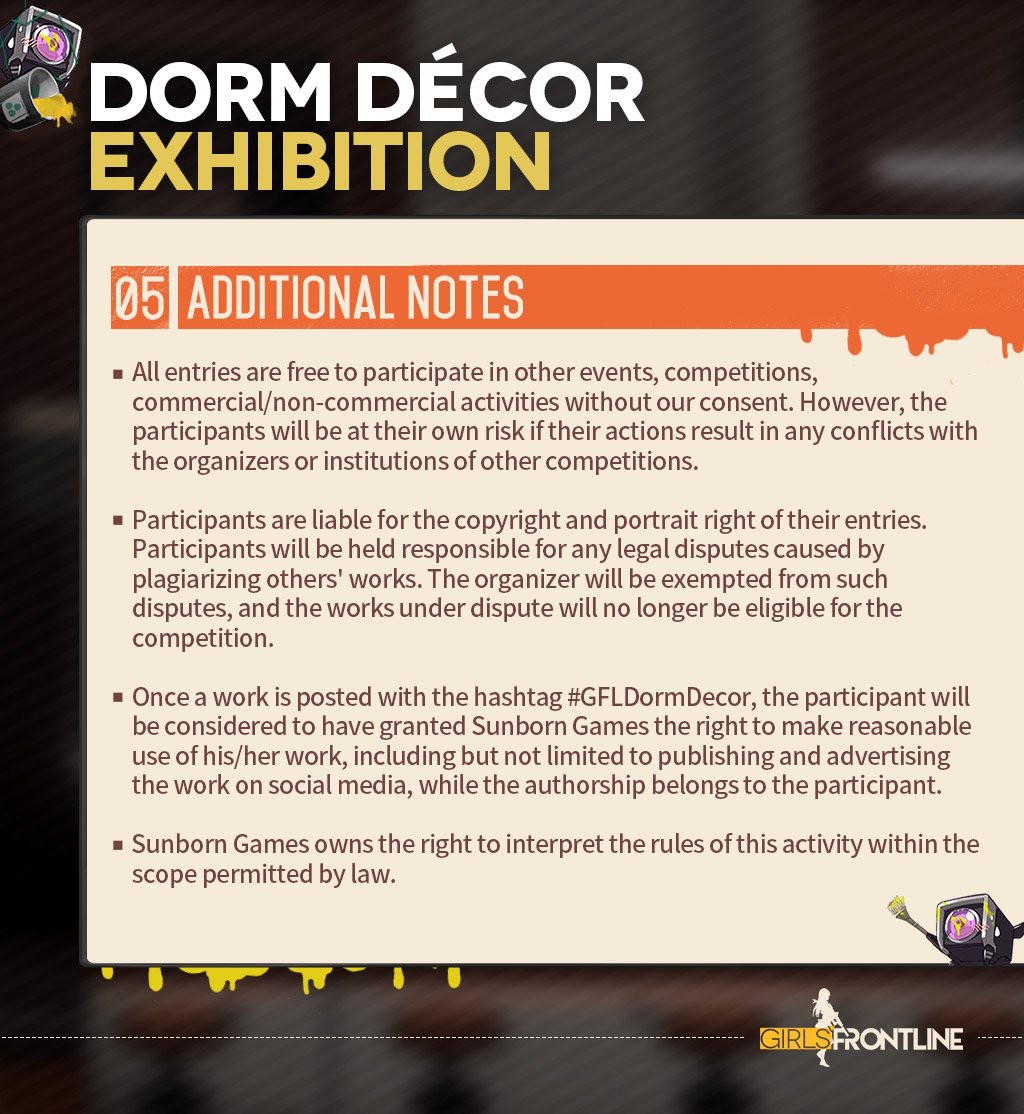 DORM DÉCOR
EXHIBITION
05 ADDITIONAL NOTES
▪ All entries are free to participate in other events, competitions,
commercial/non-commercial activities without our consent. However, the
participants will be at their own risk if their actions result in any conflicts with
the organizers or institutions of other competitions.
▪ Participants are liable for the copyright and portrait right of their entries.
Participants will be held responsible for any legal disputes caused by
plagiarizing others' works. The organizer will be exempted from such
disputes, and the works under dispute will no longer be eligible for the
competition.
▪ Once a work is posted with the hashtag #GFLDormDecor, the participant will
be considered to have granted Sunborn Games the right to make reasonable
use of his/her work, including but not limited to publishing and advertising
the work on social media, while the authorship belongs to the participant.
▪ Sunborn Games owns the right to interpret the rules of this activity within the
scope permitted by law.
GIRLS' FRONTLINE